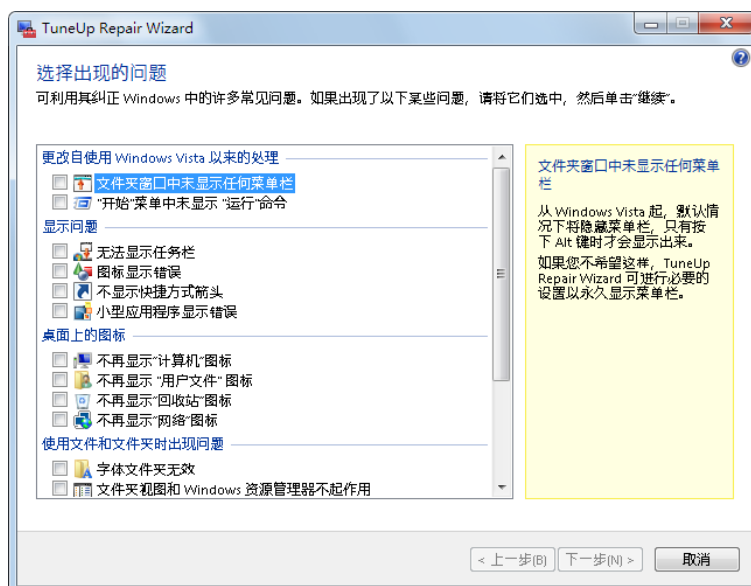 TuneUp Repair Wizard
选择出现的问题
可利用其纠正 Windows 中的许多常见问题。如果出现了以下某些问题，请将它们选中，然后单击"继续"。
更改自使用 Windows Vista 以来的处理
文件夹窗口中未显示任何菜单栏
"开始"菜单中未显示 "运行"命令
显示问题
无法显示任务栏
图标显示错误
不显示快捷方式箭头
小型应用程序显示错误
桌面上的图标
不再显示"计算机"图标
不再显示 "用户文件" 图标
不再显示"回收站"图标
不再显示"网络"图标
使用文件和文件夹时出现问题
字体文件夹无效
文件夹视图和 Windows 资源管理器不起作用
文件夹窗口中未显示任何菜单
栏
从 Windows Vista 起，默认情
况下将隐藏菜单栏，只有按
下 Alt 键时才会显示出来。
如果您不希望这样，TuneUp
Repair Wizard 可进行必要的
设置以永久显示菜单栏。
< 上一步(B)
下一步(N) >
取消